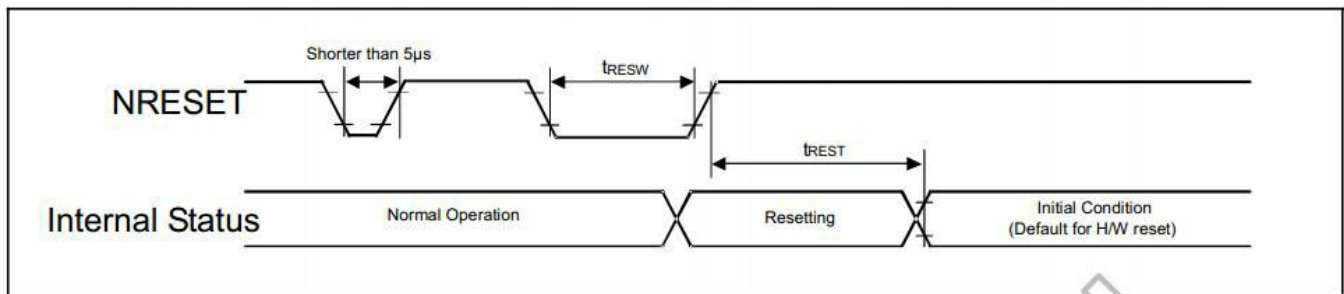 Shorter than 5μs
tRESW
NRESET
tREST
Internal Status
Normal Operation
Resetting
Initial Condition
(Default for H/W reset)